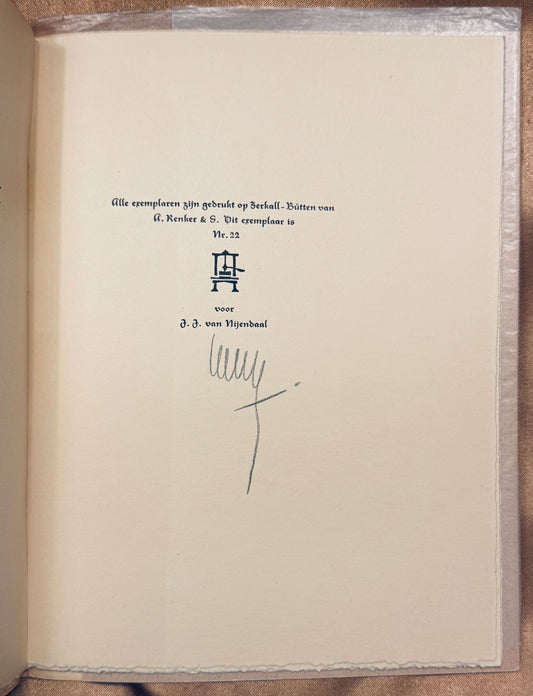 Alle exemplaren zijn gedrukt op Zerkall-Bütten van
A. Renker & S. Dit exemplaar is
Nr. 22
voor
J. J. van Nijendaal